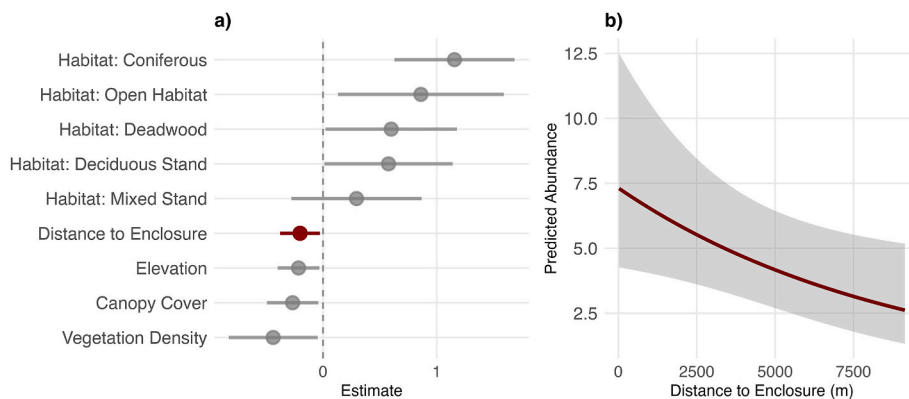 a)
Habitat: Coniferous
Habitat: Open Habitat
Habitat: Deadwood
Habitat: Deciduous Stand
Habitat: Mixed Stand
Distance to Enclosure
Elevation
Canopy Cover
Vegetation Density
0 1
Estimate
b)
Predicted Abundance
12.5
10.0
7.5
5.0
2.5
0 2500 5000 7500
Distance to Enclosure (m)